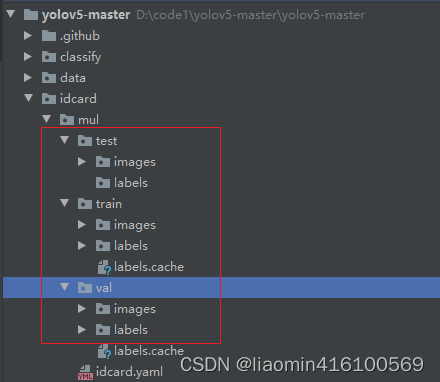 yolov5-master D:\code1\yolov5-master\yolov5-master
.github
classify
data
idcard
mul
test
images
labels
train
images
labels
labels.cache
val
images
labels
labels.cache
CSDN @liaomin416100569
YML idcard.yaml